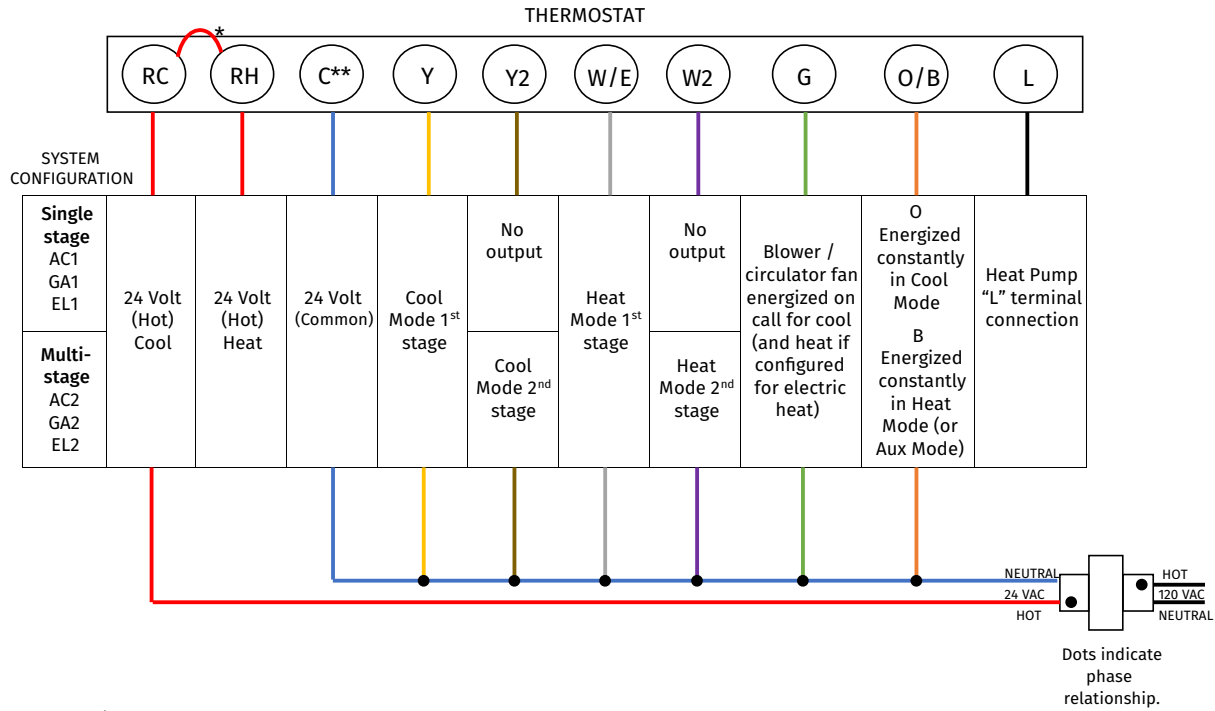 THERMOSTAT
*
RC
RH
C**
Y
Y2
W/E
W2
G
O/B
L
SYSTEM
CONFIGURATION
Single
stage
AC1
GA1
EL1
Multi-
stage
AC2
GA2
EL2
24 Volt
(Hot)
Cool
24 Volt
(Hot)
Heat
24 Volt
(Common)
Cool
Mode 1st
stage
No
output
Cool
Mode 2nd
stage
Heat
Mode 1st
stage
No
output
Heat
Mode 2nd
stage
Blower /
circulator fan
energized on
call for cool
(and heat if
configured
for electric
heat)
O
Energized
constantly
in Cool
Mode
B
Energized
constantly
in Heat
Mode (or
Aux Mode)
Heat Pump
“L” terminal
connection
NEUTRAL
24 VAC
HOT
HOT
120 VAC
NEUTRAL
Dots indicate
phase
relationship.